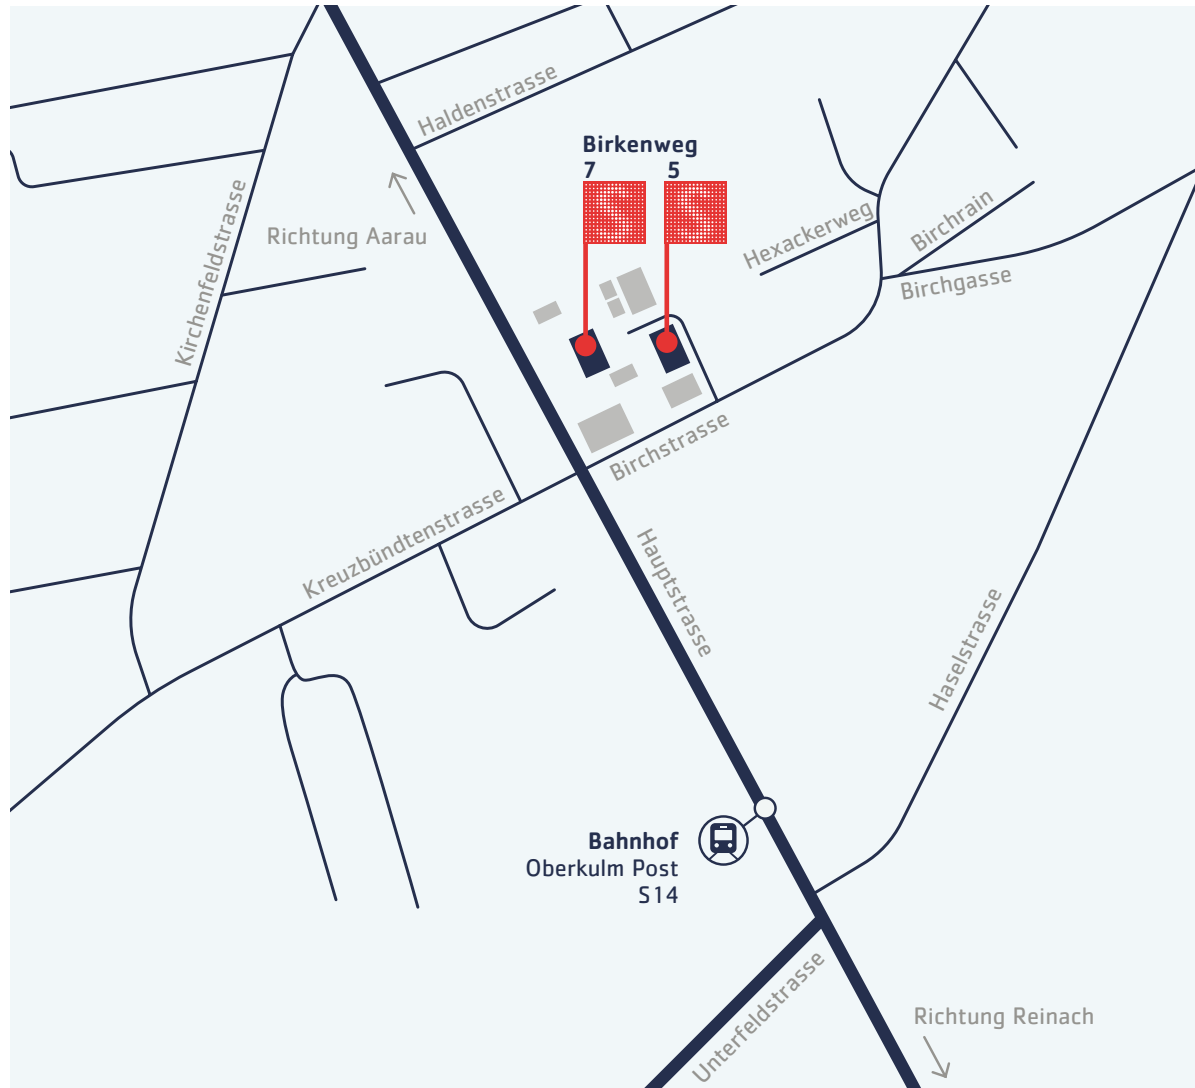 Haldenstrasse
Birkenweg
7 5
S S
Kirchenfeldstrasse
Richtung Aarau
Hexackerweg
Birchrain
Birchgasse
Birchstrasse
Kreuzbündtenstrasse
Hauptstrasse
Haselstrasse
Bahnhof
Oberkulm Post
S14
Unterfeldstrasse
Richtung Reinach